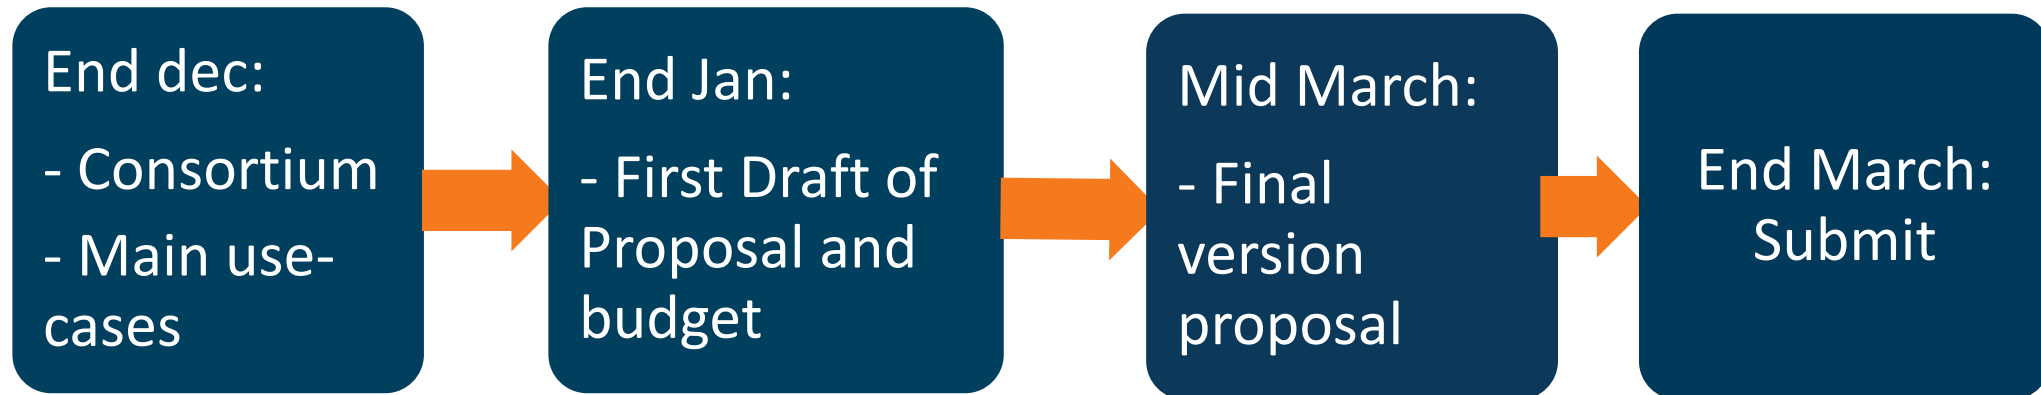 End dec:
- Consortium
- Main use-
cases
End Jan:
- First Draft of
Proposal and
budget
Mid March:
- Final
version
proposal
End March:
Submit